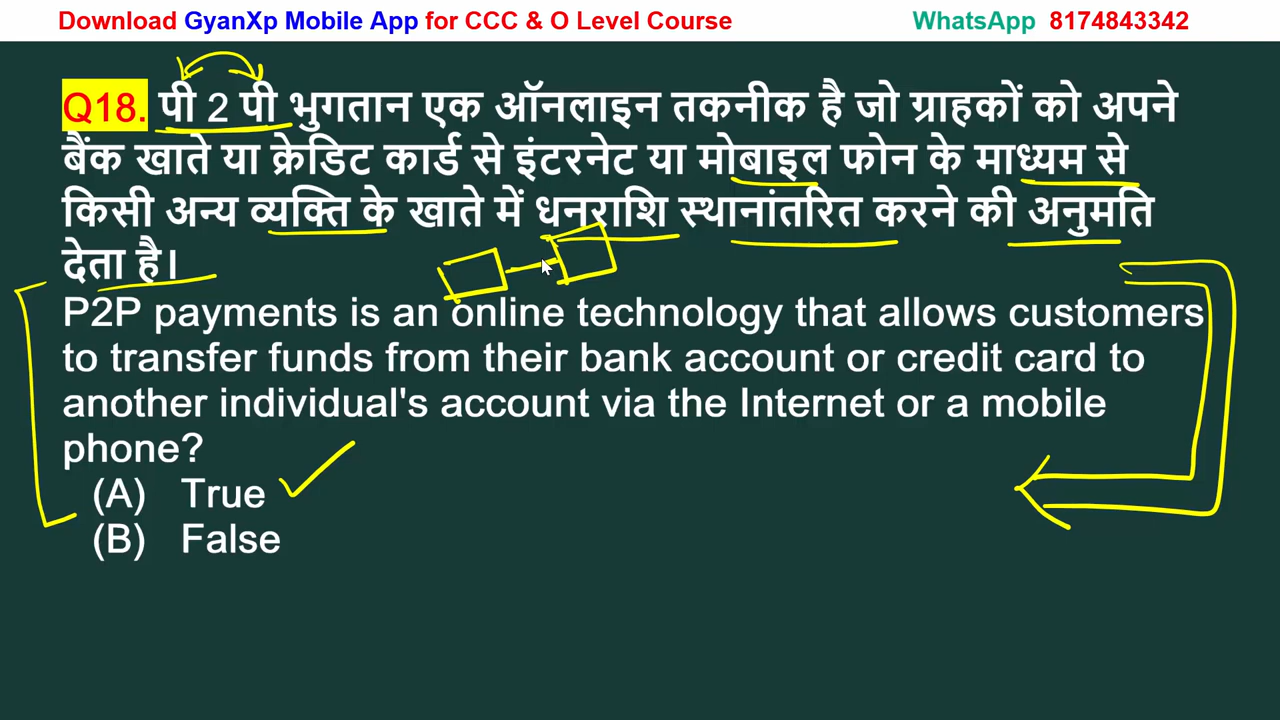 Download GyanXp Mobile App for CCC & O Level Course WhatsApp 8174843342
Q18. पी 2 पी भुगतान एक ऑनलाइन तकनीक है जो ग्राहकों को अपने
बैंक खाते या क्रेडिट कार्ड से इंटरनेट या मोबाइल फोन के माध्यम से
किसी अन्य व्यक्ति के खाते में धनराशि स्थानांतरित करने की अनुमति
देता है।
P2P payments is an online technology that allows customers
to transfer funds from their bank account or credit card to
another individual's account via the Internet or a mobile
phone?
(A) True
(B) False